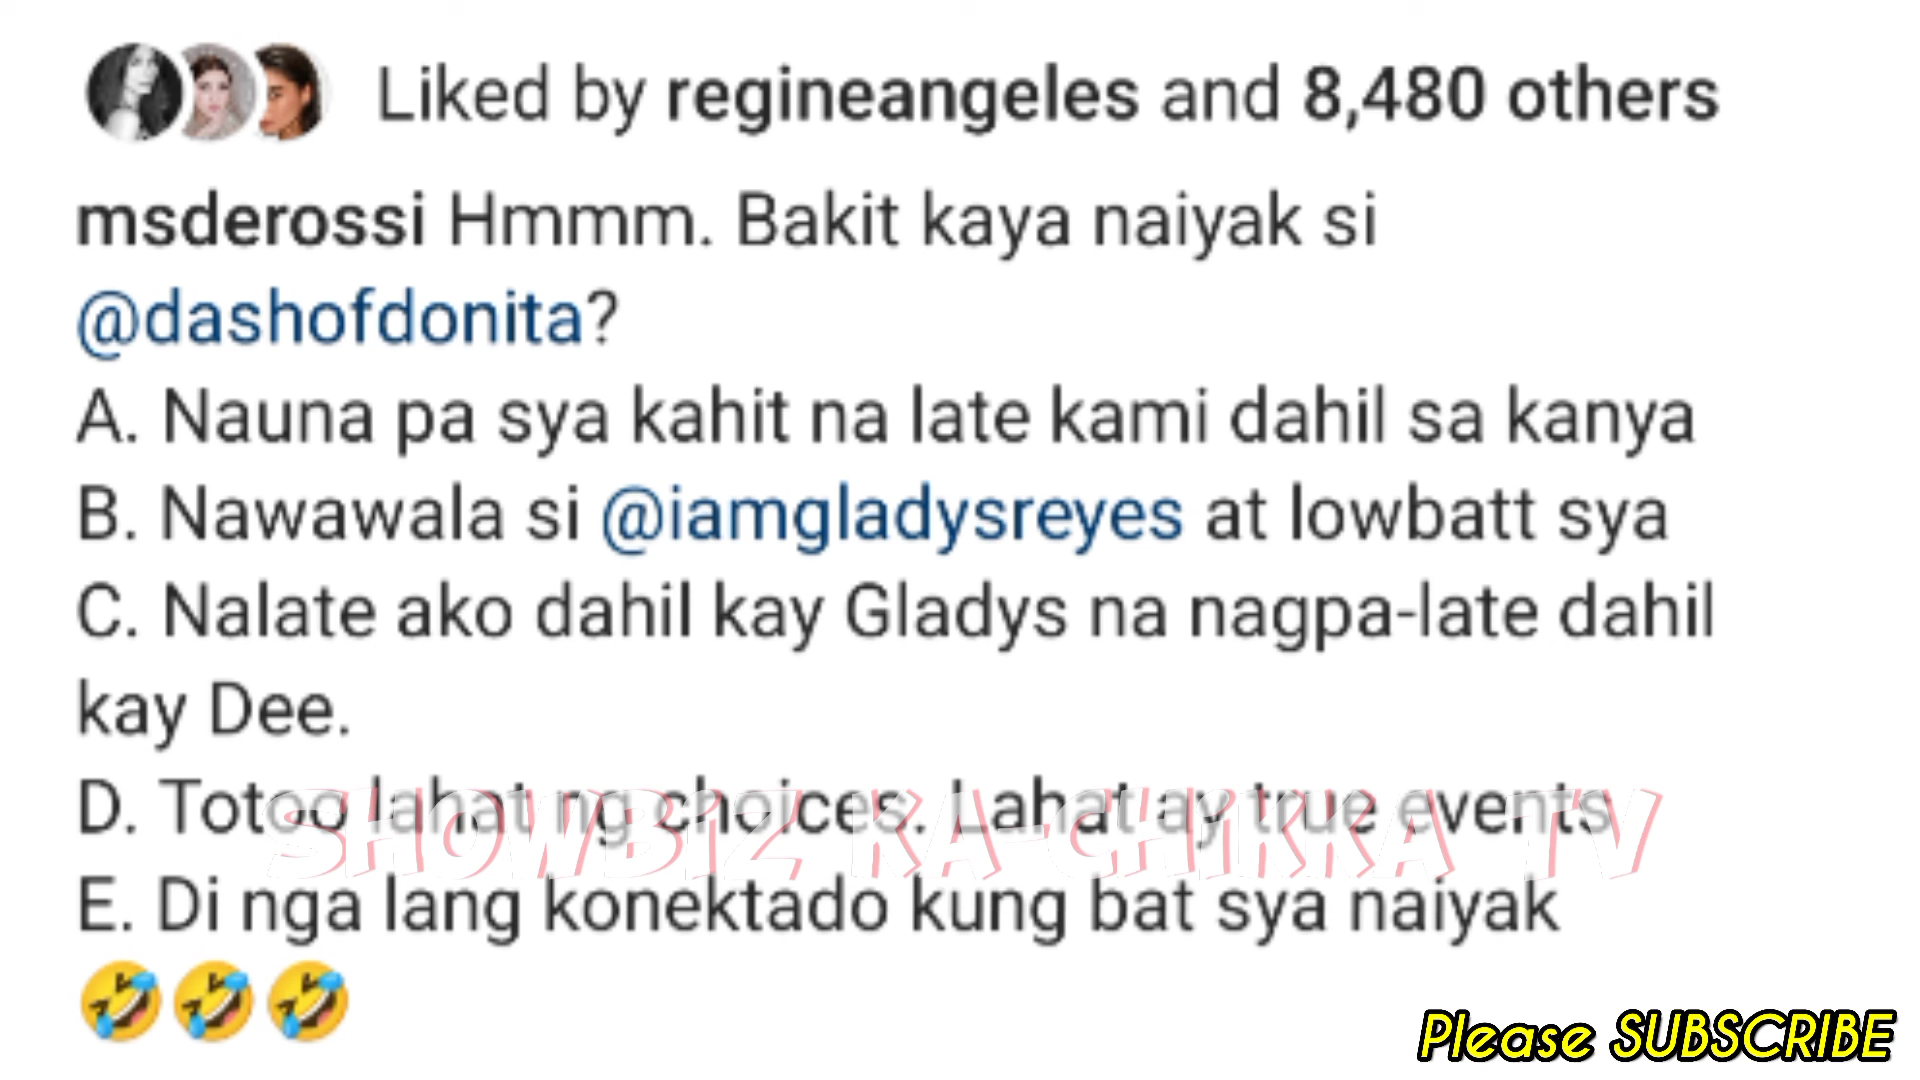 Liked by regineangeles and 8,480 others
msderossi Hmmm. Bakit kaya naiyak si
@dashofdonita?
A. Nauna pa sya kahit na late kami dahil sa kanya
B. Nawawala si @iamgladysreyes at lowbatt sya
C. Nalate ako dahil kay Gladys na nagpa-late dahil
kay Dee.
D. Totoo lahat ng choices. Lahat ay true events
SHOWBIZ KA-CHIKKA TV
E. Di nga lang konektado kung bat sya naiyak
🤣🤣🤣
Please SUBSCRIBE